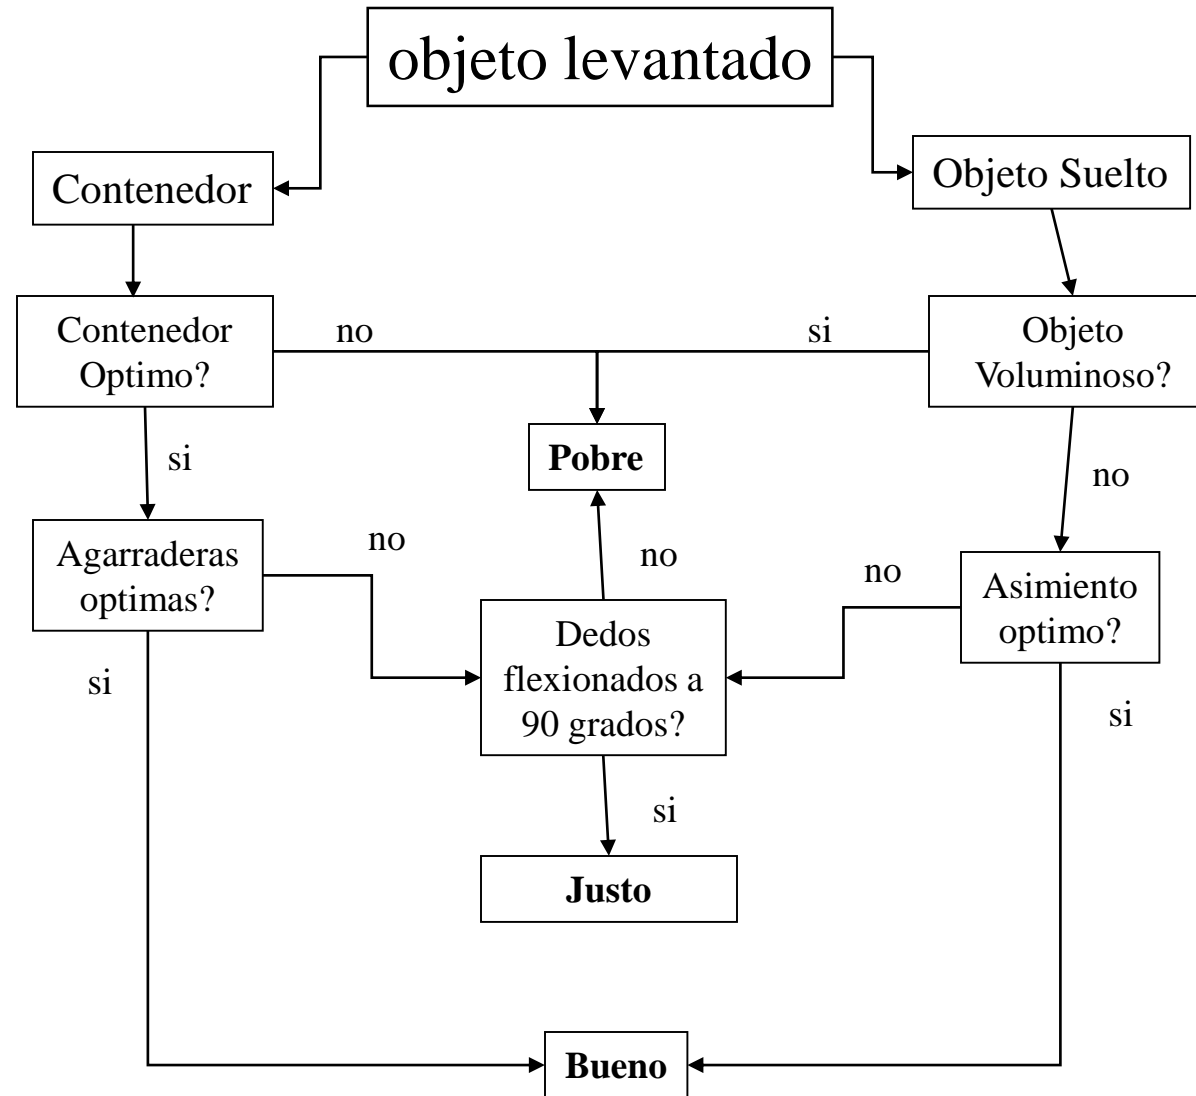 objeto levantado
Contenedor
Objeto Suelto
Contenedor
Optimo?
no
si
Objeto
Voluminoso?
Pobre
si
no
Agarraderas
optimas?
no
no
no
Asimiento
optimo?
Dedos
flexionados a
90 grados?
si
si
si
Justo
Bueno